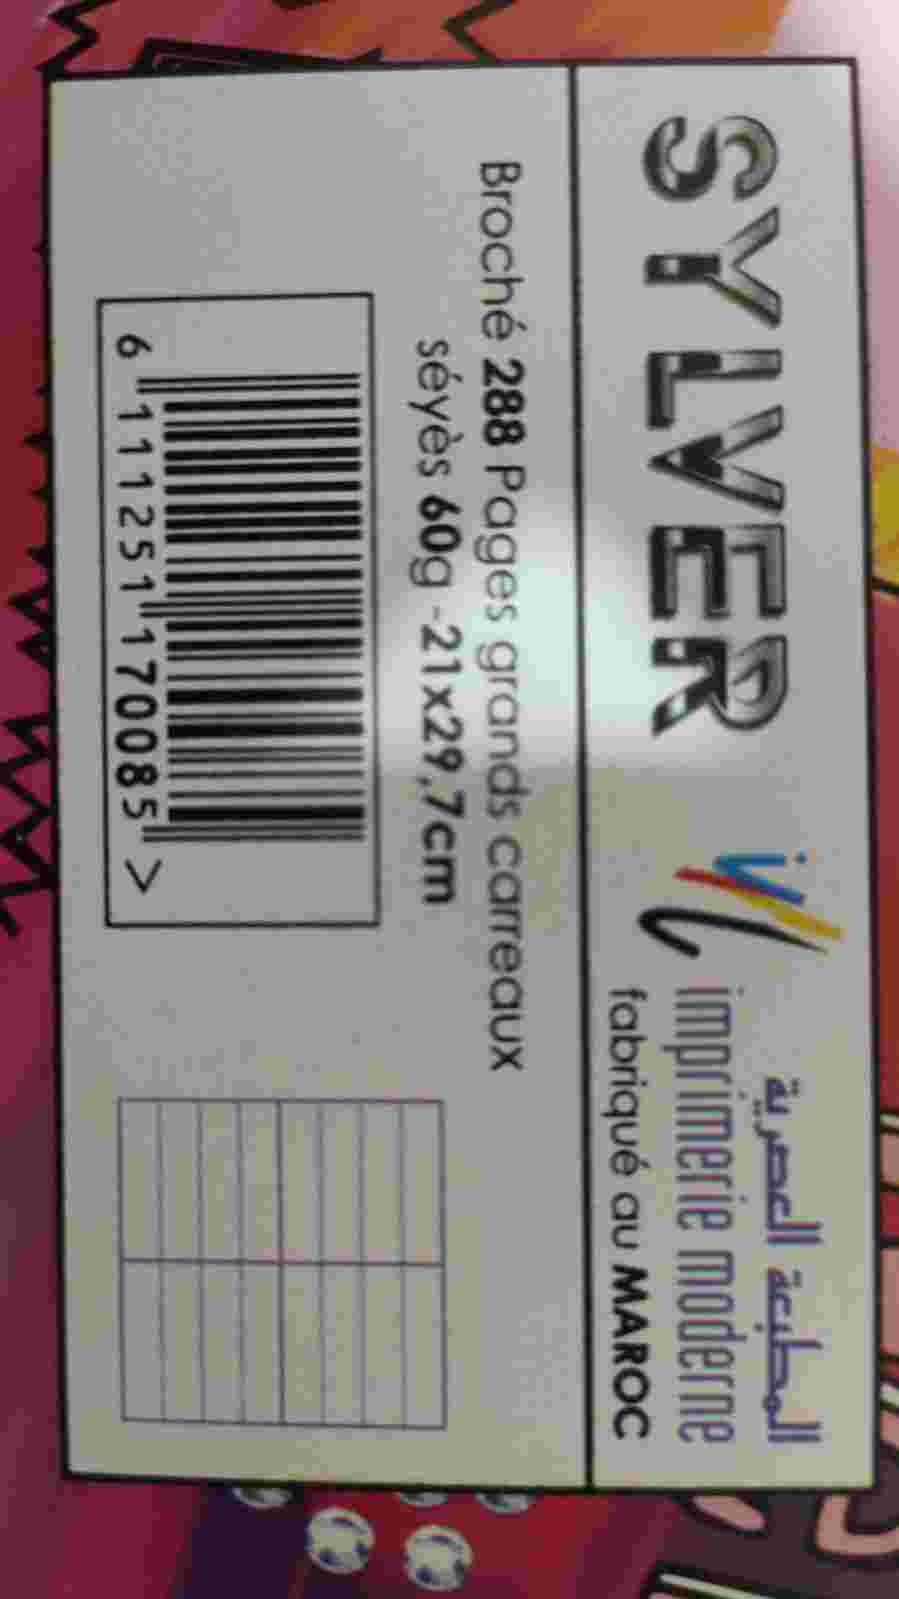 SYLVER
المطبعة العصرية
imprimerie moderne
fabriqué au MAROC
Broché 288 Pages grands carreaux
séyès 60g -21x29,7cm
6 111251 170085 >